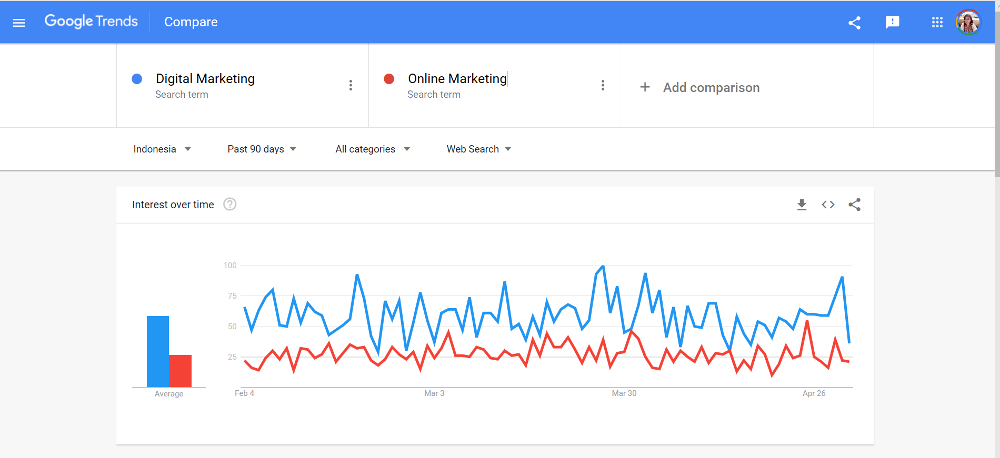 Google Trends Compare
Digital Marketing
Search term
Online Marketing
Search term
+ Add comparison
Indonesia Past 90 days All categories Web Search
Interest over time ?
100
75
50
25
Average
Feb 4 Mar 3 Mar 30 Apr 26